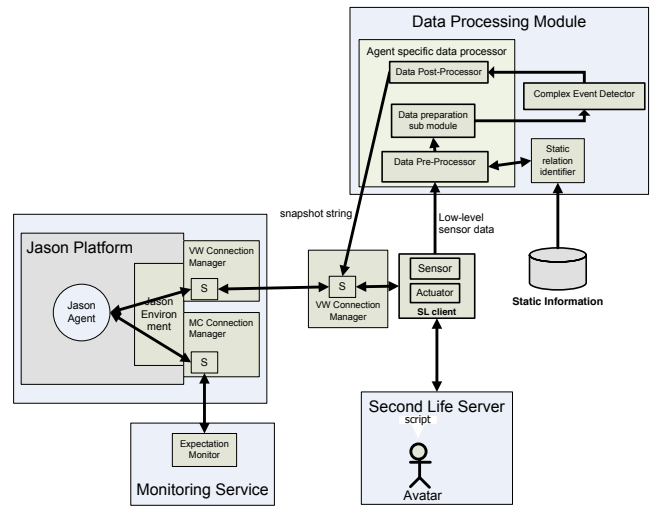 Data Processing Module
Agent specific data processor
Data Post-Processor
Complex Event Detector
Data preparation
sub module
Data Pre-Processor
Static
relation
identifier
snapshot string
Low-level
sensor data
Static Information
Jason Platform
VW Connection
Manager
S
Jason
Agent
Jason
Environ
ment
MC Connection
Manager
S
S
VW Connection
Manager
Sensor
Actuator
SL client
Expectation
Monitor
Monitoring Service
Second Life Server
script
Avatar